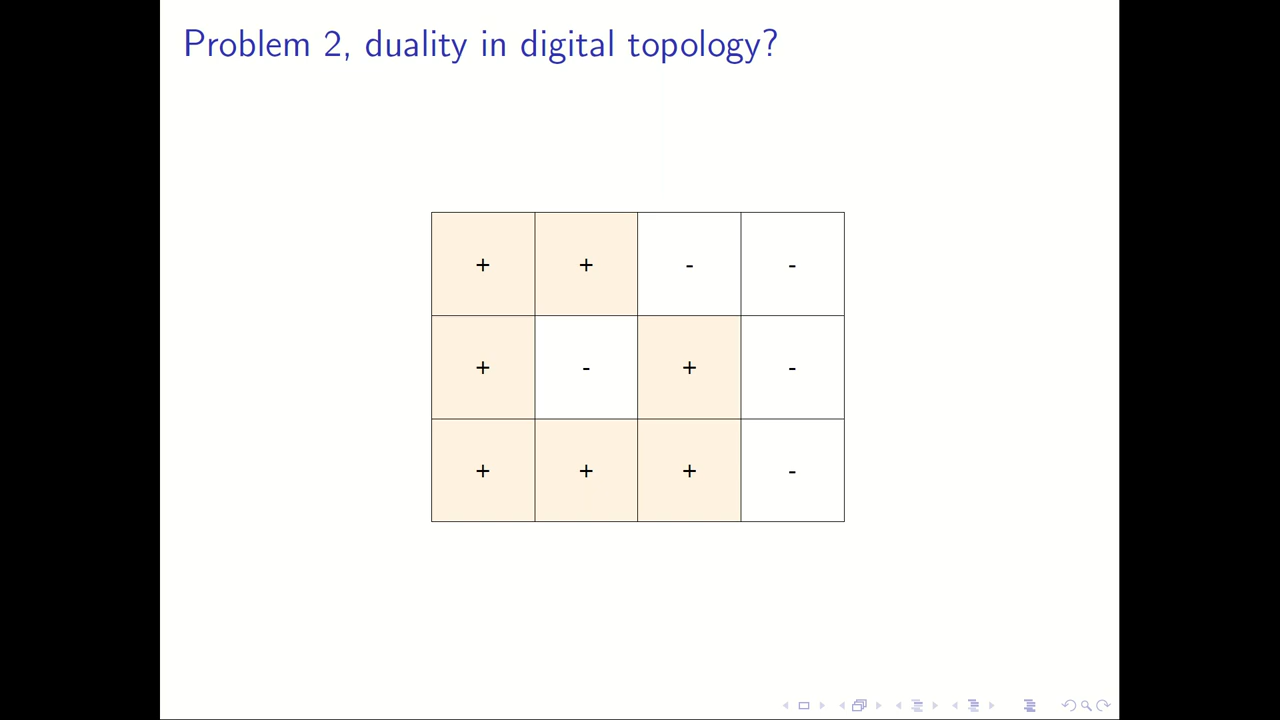 Problem 2, duality in digital topology?
+ + - -
+ - + -
+ + + -